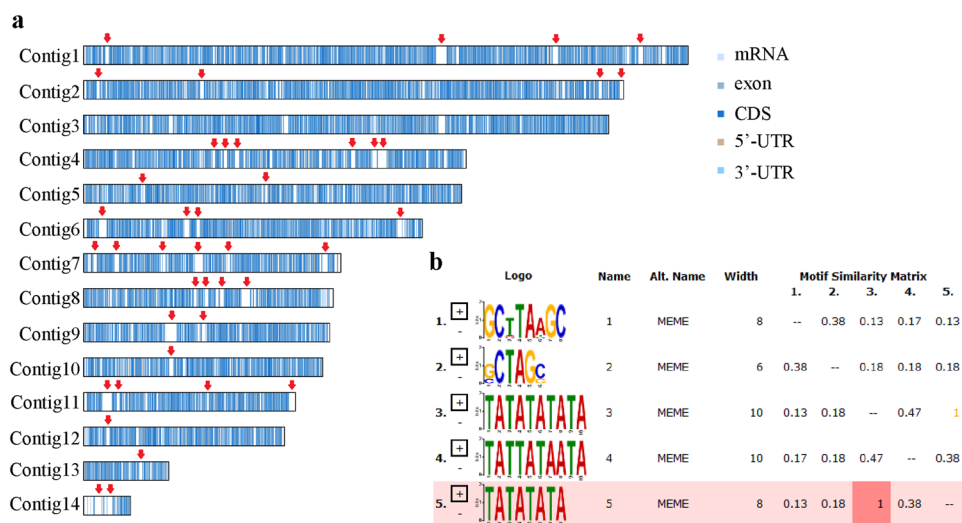 a
Contig1
Contig2
Contig3
Contig4
Contig5
Contig6
Contig7
Contig8
Contig9
Contig10
Contig11
Contig12
Contig13
Contig14
mRNA
exon
CDS
5’-UTR
3’-UTR
b
Logo Name Alt. Name Width Motif Similarity Matrix
1. 2. 3. 4. 5.
1. + - GCTTAAGC 1 MEME 8 -- 0.38 0.13 0.17 0.13
2. + - GCTAGC 2 MEME 6 0.38 -- 0.18 0.18 0.18
3. + - TATATATATA 3 MEME 10 0.13 0.18 -- 0.47 1
4. + - TATTATAATA 4 MEME 10 0.17 0.18 0.47 -- 0.38
5. + - TATATATA 5 MEME 8 0.13 0.18 1 0.38 --